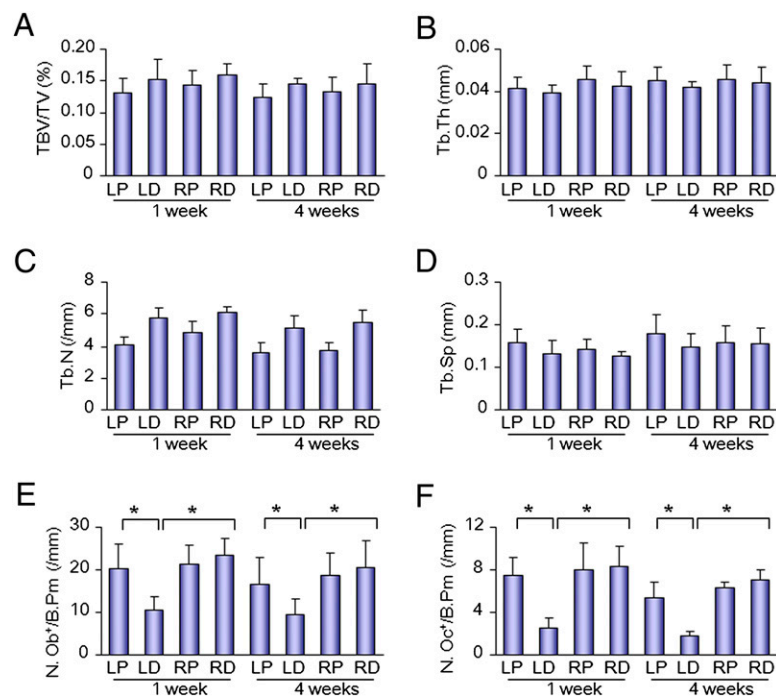 A
TBV/TV (%)
0.20
0.15
0.10
0.05
0.00
LP LD RP RD LP LD RP RD
1 week 4 weeks
B
Tb.Th (mm)
0.06
0.04
0.02
0
LP LD RP RD LP LD RP RD
1 week 4 weeks
C
Tb.N (/mm)
8
6
4
2
0
LP LD RP RD LP LD RP RD
1 week 4 weeks
D
Tb.Sp (mm)
0.3
0.2
0.1
0
LP LD RP RD LP LD RP RD
1 week 4 weeks
E
N. Ob⁺/B.Pm (/mm)
* * * *
30
20
10
0
LP LD RP RD LP LD RP RD
1 week 4 weeks
F
N. Oc⁺/B.Pm (/mm)
* * * *
12
8
4
0
LP LD RP RD LP LD RP RD
1 week 4 weeks